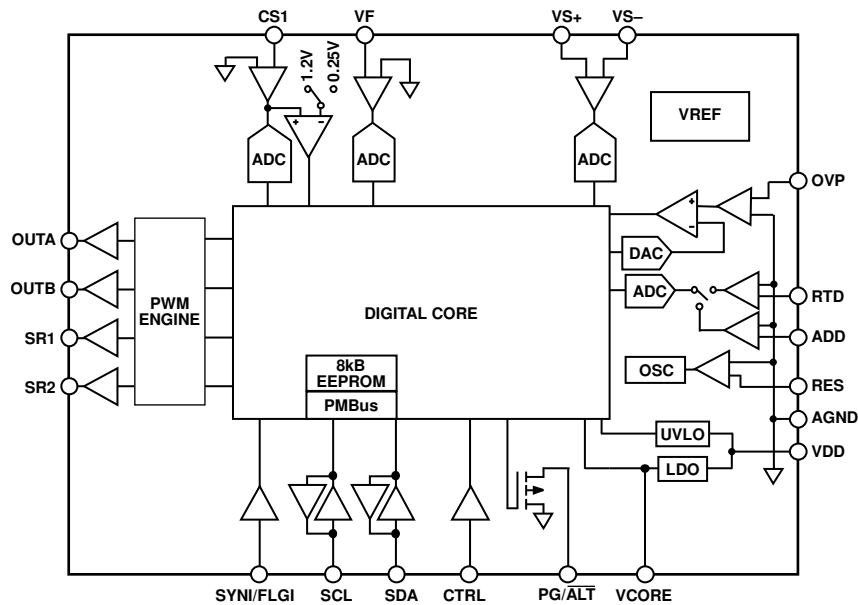 CS1
VF
VS+
VS–
1.2V
0.25V
VREF
+
–
ADC
ADC
ADC
OVP
+
–
OUTA
DAC
OUTB
PWM
ENGINE
DIGITAL CORE
ADC
RTD
SR1
ADD
8kB
EEPROM
OSC
SR2
RES
PMBus
AGND
UVLO
VDD
LDO
SYNI/FLGI
SCL
SDA
CTRL
PG/ALT
VCORE